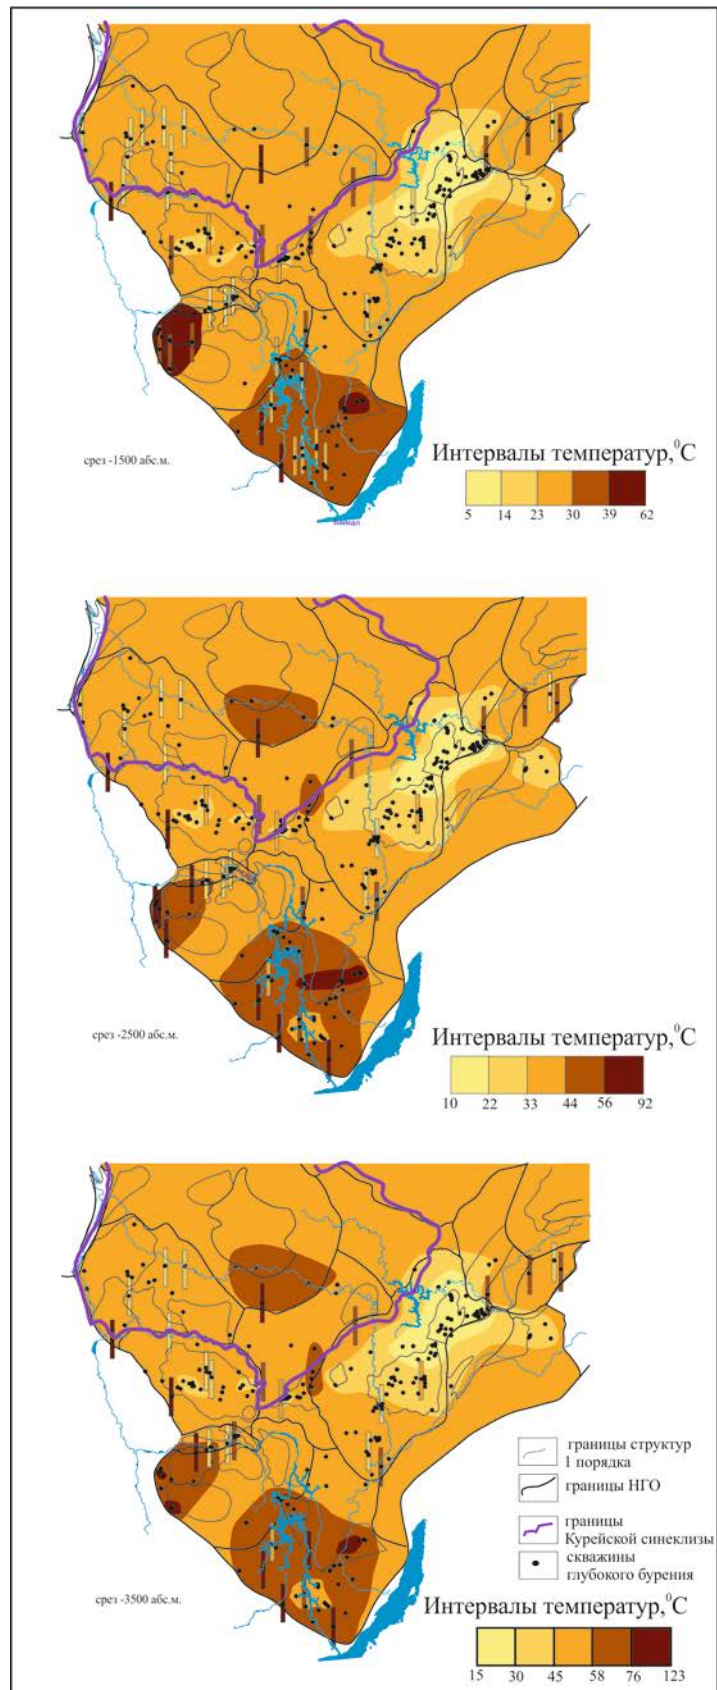 срез -1500 абс.м.
Интервалы температур,⁰С
5 14 23 30 39 62
Байкал
срез -2500 абс.м.
Интервалы температур,⁰С
10 22 33 44 56 92
границы структур
1 порядка
границы НГО
границы
Курейской синеклизы
скважины
глубокого бурения
срез -3500 абс.м.
Интервалы температур,⁰С
15 30 45 58 76 123